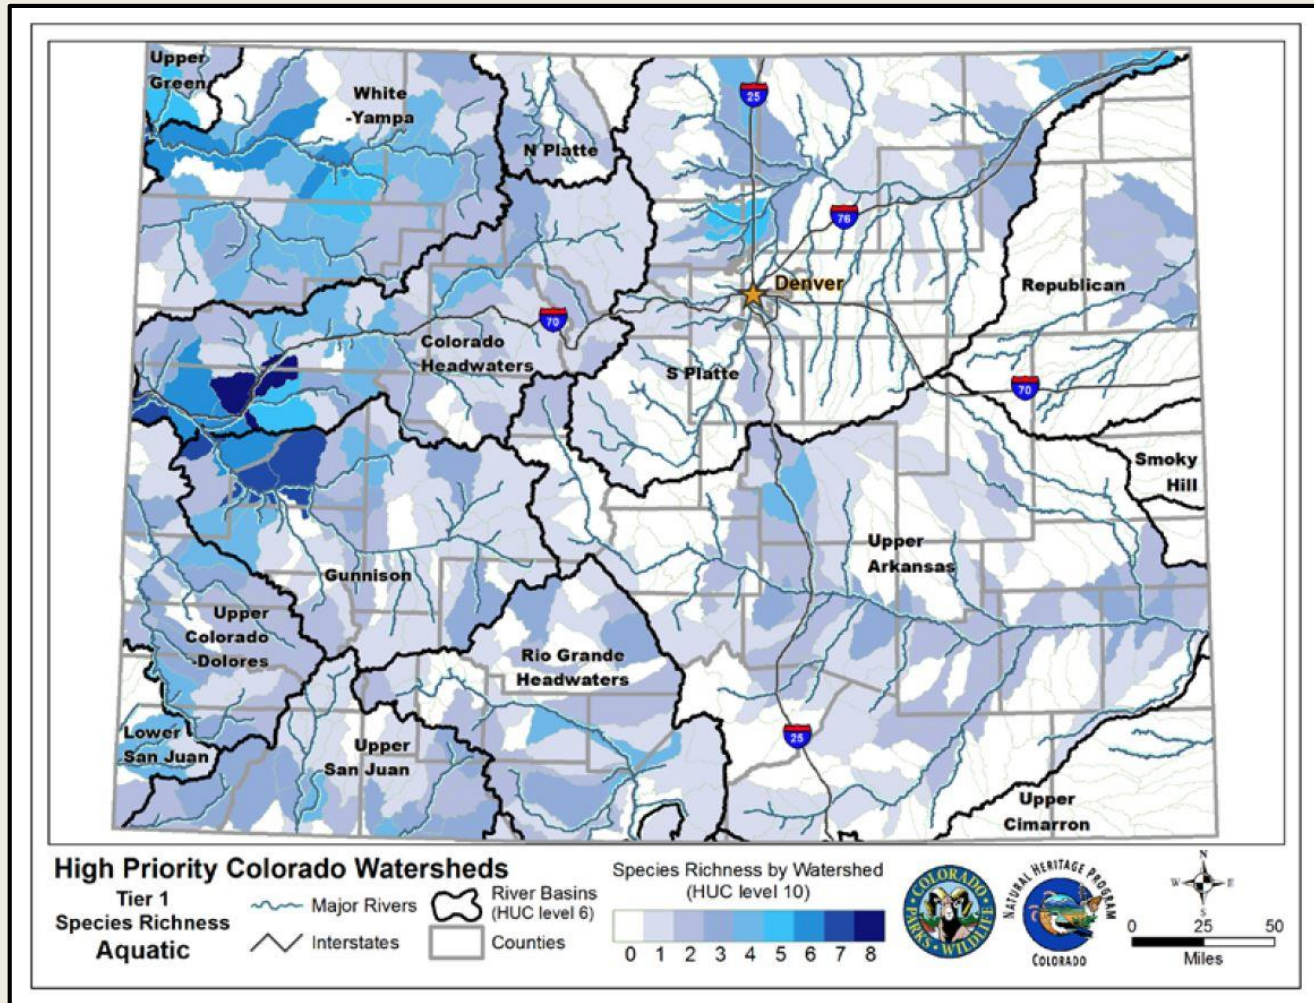 Upper
Green
White
-Yampa
25
N Platte
76
Denver
Republican
70
Colorado
Headwaters
S Platte
70
Smoky
Hill
Upper
Arkansas
Gunnison
Upper
Colorado
-Dolores
Rio Grande
Headwaters
Lower
San Juan
Upper
San Juan
25
Upper
Cimarron
High Priority Colorado Watersheds
Tier 1
Species Richness
Aquatic
Major Rivers
Interstates
River Basins
(HUC level 6)
Counties
Species Richness by Watershed
(HUC level 10)
0 1 2 3 4 5 6 7 8
COLORADO
PARKS & WILDLIFE
NATURAL HERITAGE PROGRAM
COLORADO
N
W E
S
0 25 50
Miles